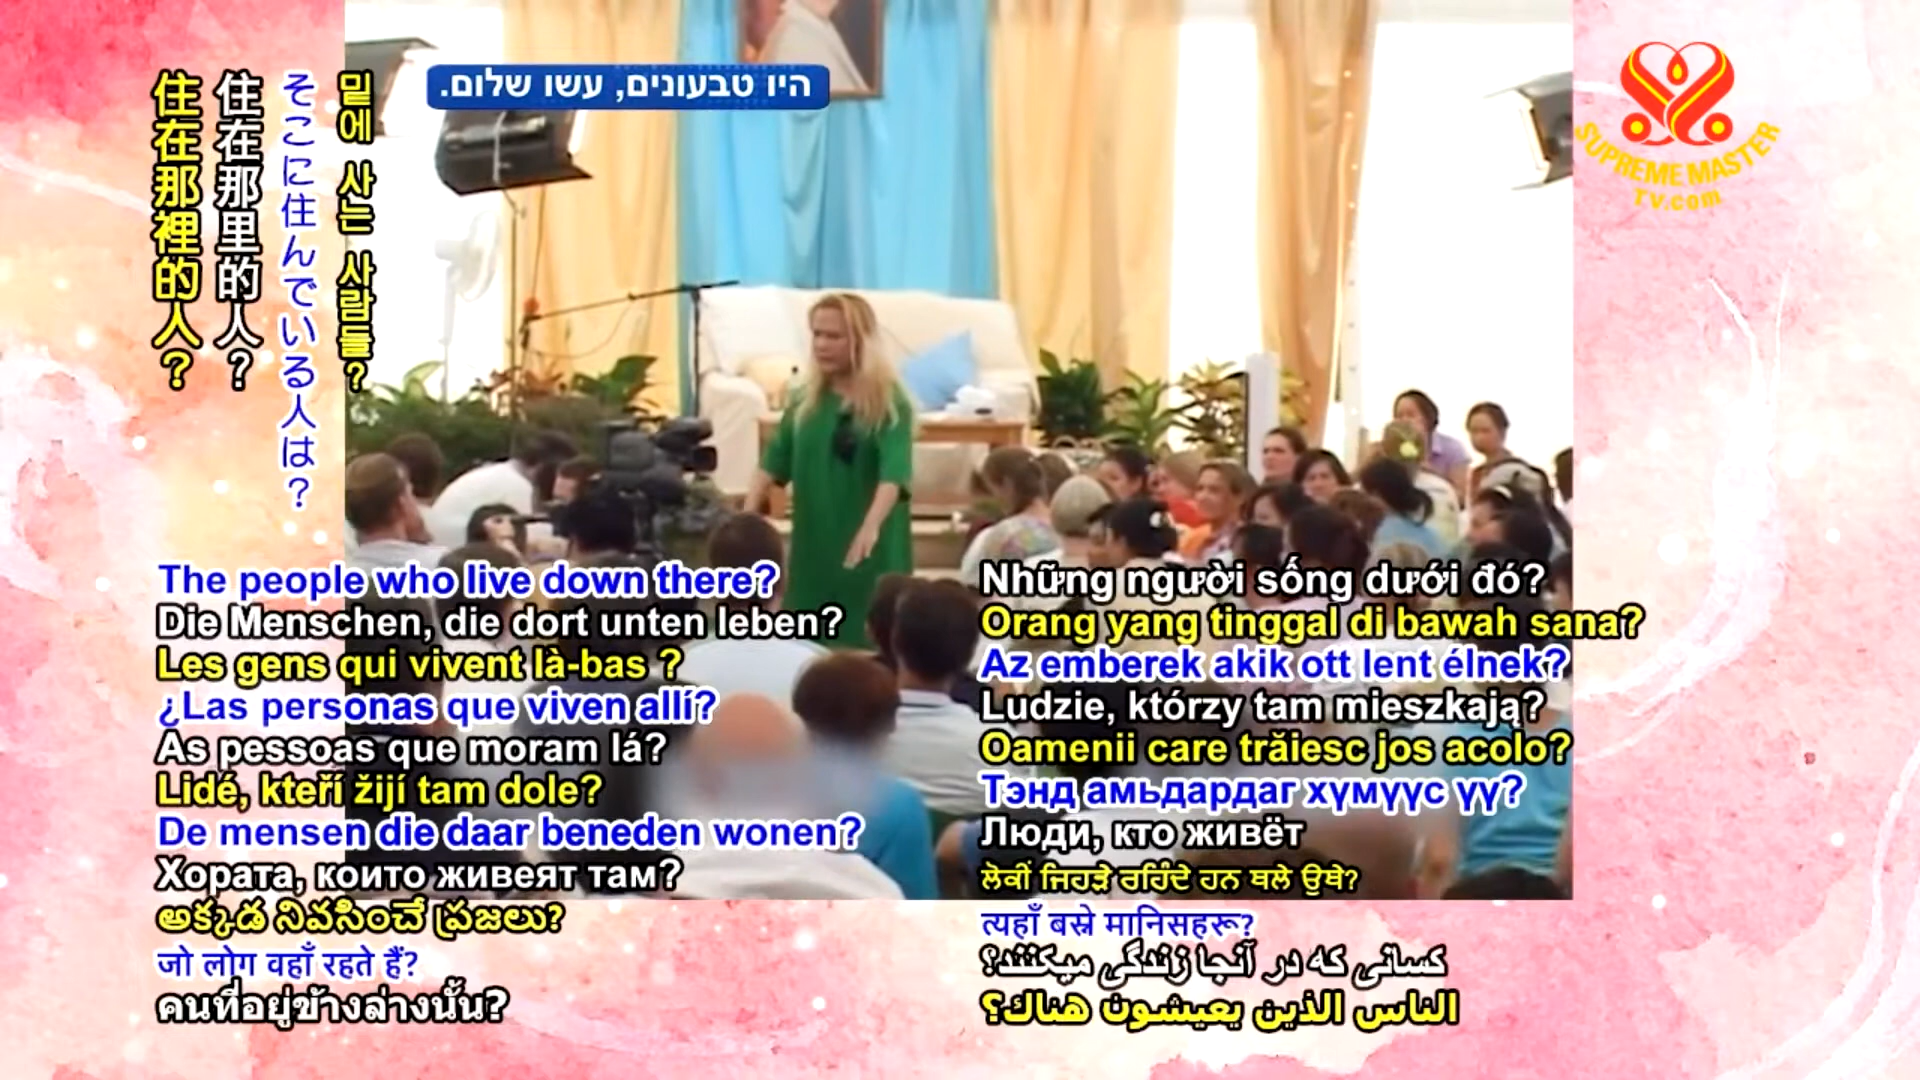 היו טבעונים, עשו שלום.
SUPREME MASTER
TV.com
밑에 사는 사람들?
そこに住んでいる人は?
住在那里的人?
住在那裡的人?
The people who live down there?
Die Menschen, die dort unten leben?
Les gens qui vivent là-bas ?
¿Las personas que viven allí?
As pessoas que moram lá?
Lidé, kteří žijí tam dole?
De mensen die daar beneden wonen?
Хората, които живеят там?
అక్కడ నివసించే ప్రజలు?
जो लोग वहाँ रहते हैं?
คนที่อยู่ข้างล่างนั้น?
Những người sống dưới đó?
Orang yang tinggal di bawah sana?
Az emberek akik ott lent élnek?
Ludzie, którzy tam mieszkają?
Oamenii care trăiesc jos acolo?
Тэнд амьдардаг хүмүүс үү?
Люди, кто живёт
ਲੋਕੀਂ ਜਿਹੜੇ ਰਹਿੰਦੇ ਹਨ ਥਲੇ ਉਥੇ?
त्यहाँ बस्ने मानिसहरू?
کسانی که در آنجا زندگی میکنند؟
الناس الذين يعيشون هناك؟